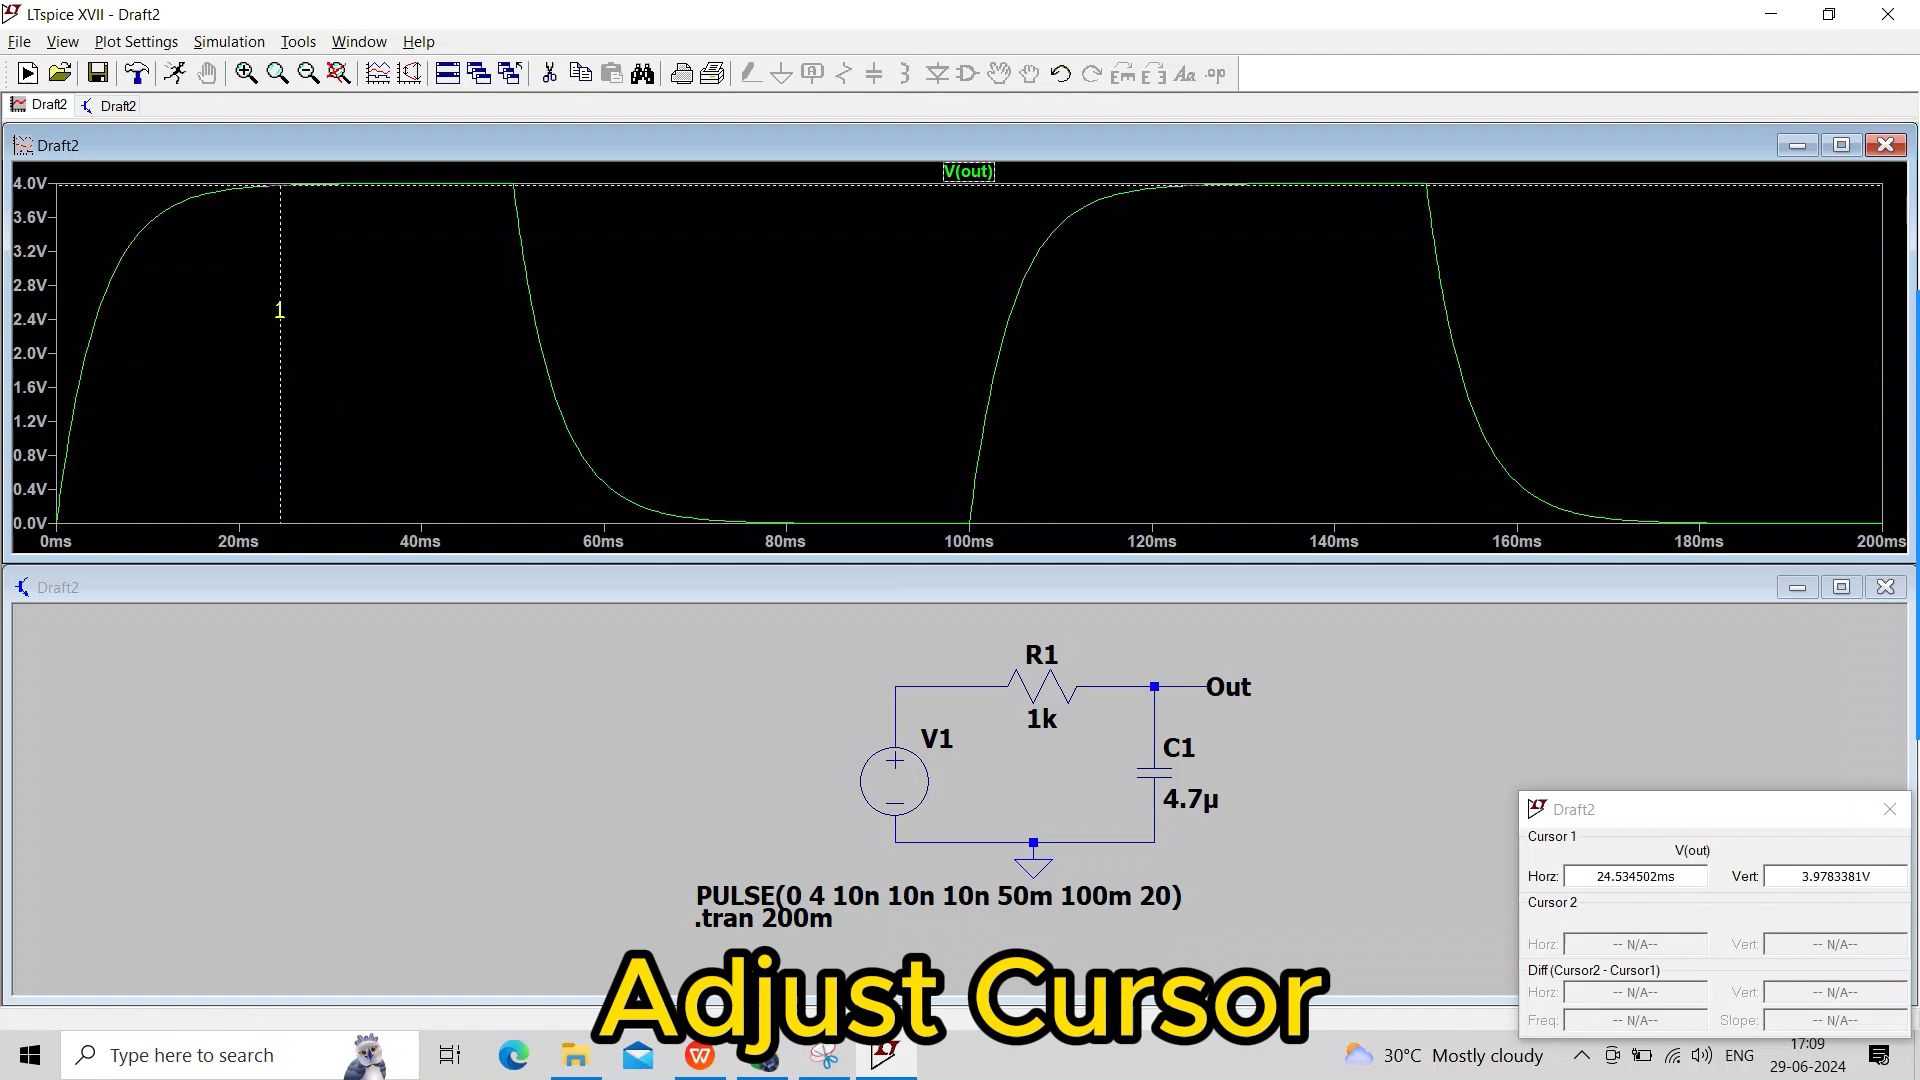 LTspice XVII - Draft2
File View Plot Settings Simulation Tools Window Help
Draft2 Draft2
Draft2
V(out)
4.0V
3.6V
3.2V
2.8V
2.4V
2.0V
1.6V
1.2V
0.8V
0.4V
0.0V
1
0ms 20ms 40ms 60ms 80ms 100ms 120ms 140ms 160ms 180ms 200ms
Draft2
R1
1k
Out
V1
C1
4.7µ
PULSE(0 4 10n 10n 10n 50m 100m 20)
.tran 200m
Draft2
Cursor 1
V(out)
Horz: 24.534502ms Vert: 3.9783381V
Cursor 2
Horz: -- N/A-- Vert: -- N/A--
Diff (Cursor2 - Cursor1)
Horz: -- N/A-- Vert: -- N/A--
Freq: -- N/A-- Slope: -- N/A--
Adjust Cursor
Type here to search
30°C Mostly cloudy
ENG
17:09
29-06-2024